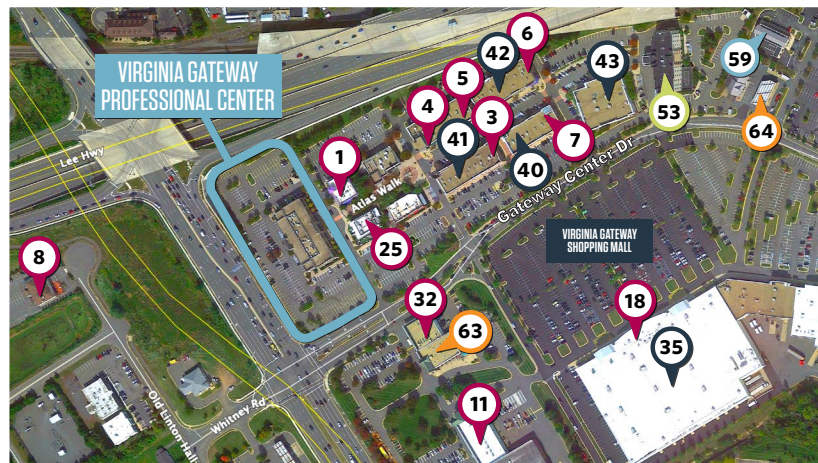 VIRGINIA GATEWAY
PROFESSIONAL CENTER
Lee Hwy
42
6
43
59
5
4
41
3
7
40
53
64
1
Atlas Walk
25
Gateway Center Dr
VIRGINIA GATEWAY
SHOPPING MALL
8
32
63
18
35
11
Old Linton Hall
Whitney Rd